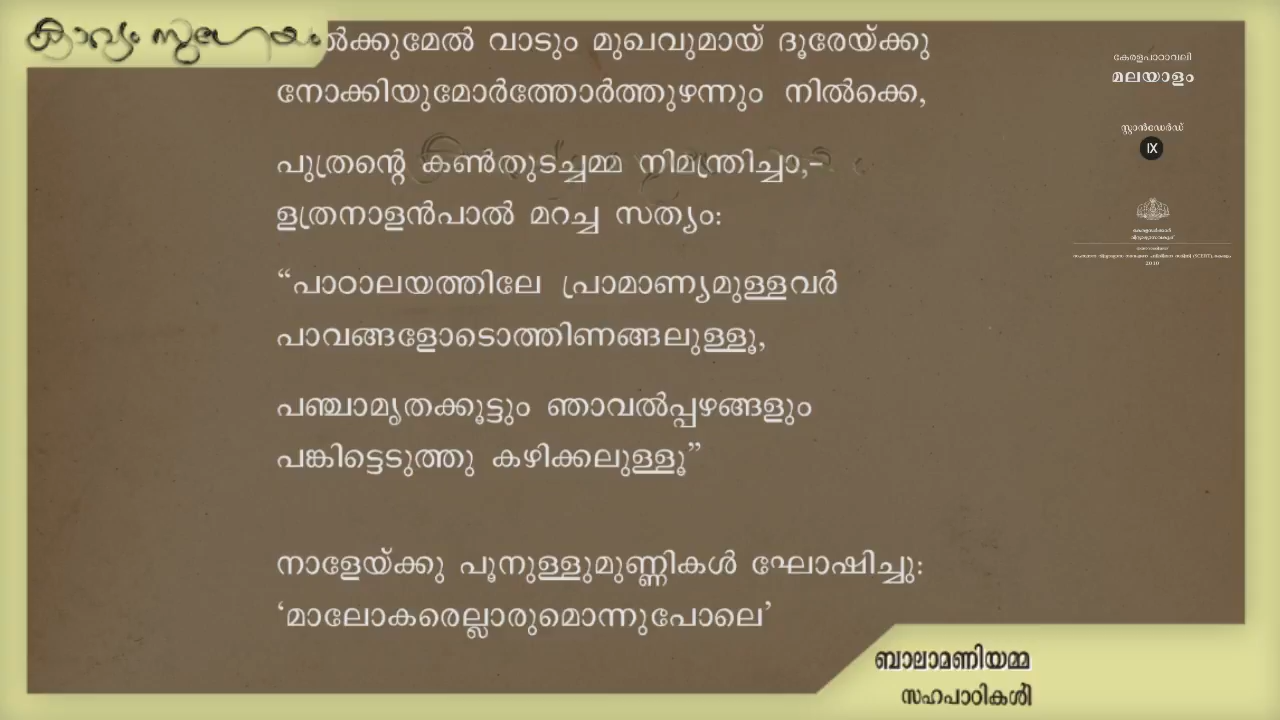 കാവ്യം സുഗേയം
ൽക്കുമേൽ വാടും മുഖവുമായ് ദൂരേയ്ക്കു
നോക്കിയുമോർത്തോർത്തുഴന്നും നിൽക്കെ,
പുത്രന്റെ കൺതുടച്ചമ്മ നിമന്ത്രിച്ചാ,–
ളത്രനാളൻപാൽ മറച്ച സത്യം:
“പാഠാലയത്തിലേ പ്രാമാണ്യമുള്ളവർ
പാവങ്ങളോടൊത്തിണങ്ങലുള്ളൂ,
പഞ്ചാമൃതക്കൂട്ടും ഞാവൽപ്പഴങ്ങളും
പങ്കിട്ടെടുത്തു കഴിക്കലുള്ളൂ”
നാളേയ്ക്കു പൂനുള്ളുമുണ്ണികൾ ഘോഷിച്ചു:
‘മാലോകരെല്ലാരുമൊന്നുപോലെ’
കേരളപാഠാവലി
മലയാളം
സ്റ്റാൻഡേർഡ്
IX
2019
ബാലാമണിയമ്മ
സഹപാഠികൾ